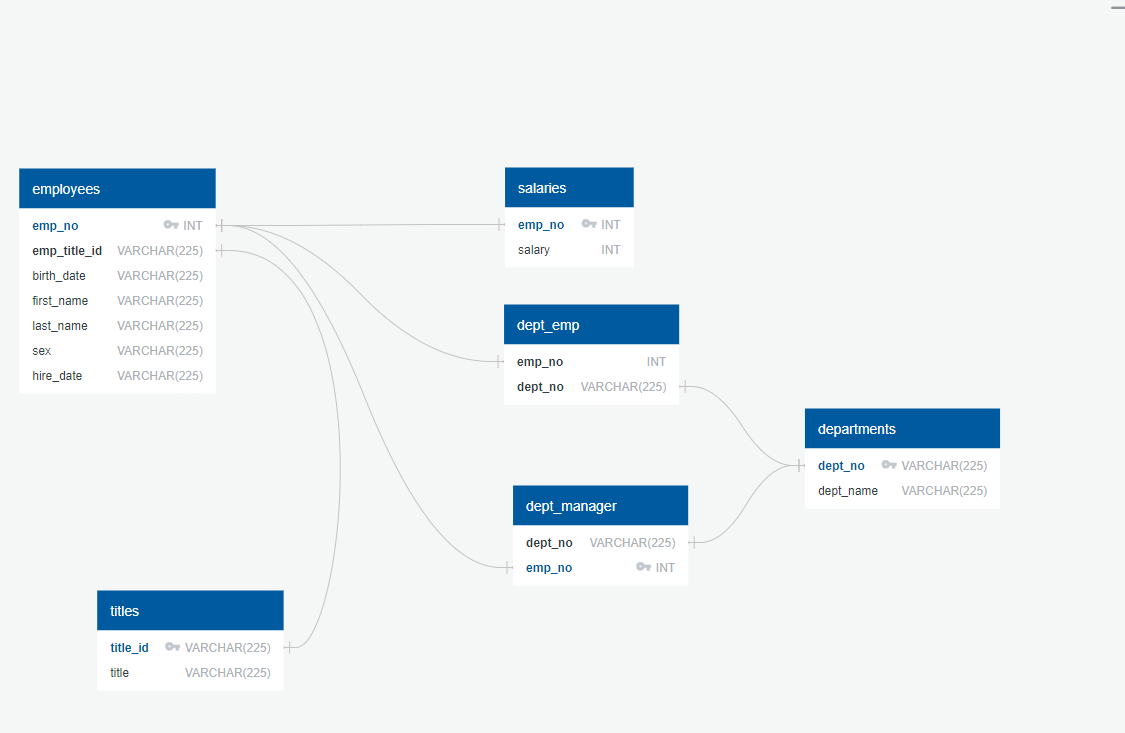 employees
emp_no INT
emp_title_id VARCHAR(225)
birth_date VARCHAR(225)
first_name VARCHAR(225)
last_name VARCHAR(225)
sex VARCHAR(225)
hire_date VARCHAR(225)
salaries
emp_no INT
salary INT
dept_emp
emp_no INT
dept_no VARCHAR(225)
departments
dept_no VARCHAR(225)
dept_name VARCHAR(225)
dept_manager
dept_no VARCHAR(225)
emp_no INT
titles
title_id VARCHAR(225)
title VARCHAR(225)